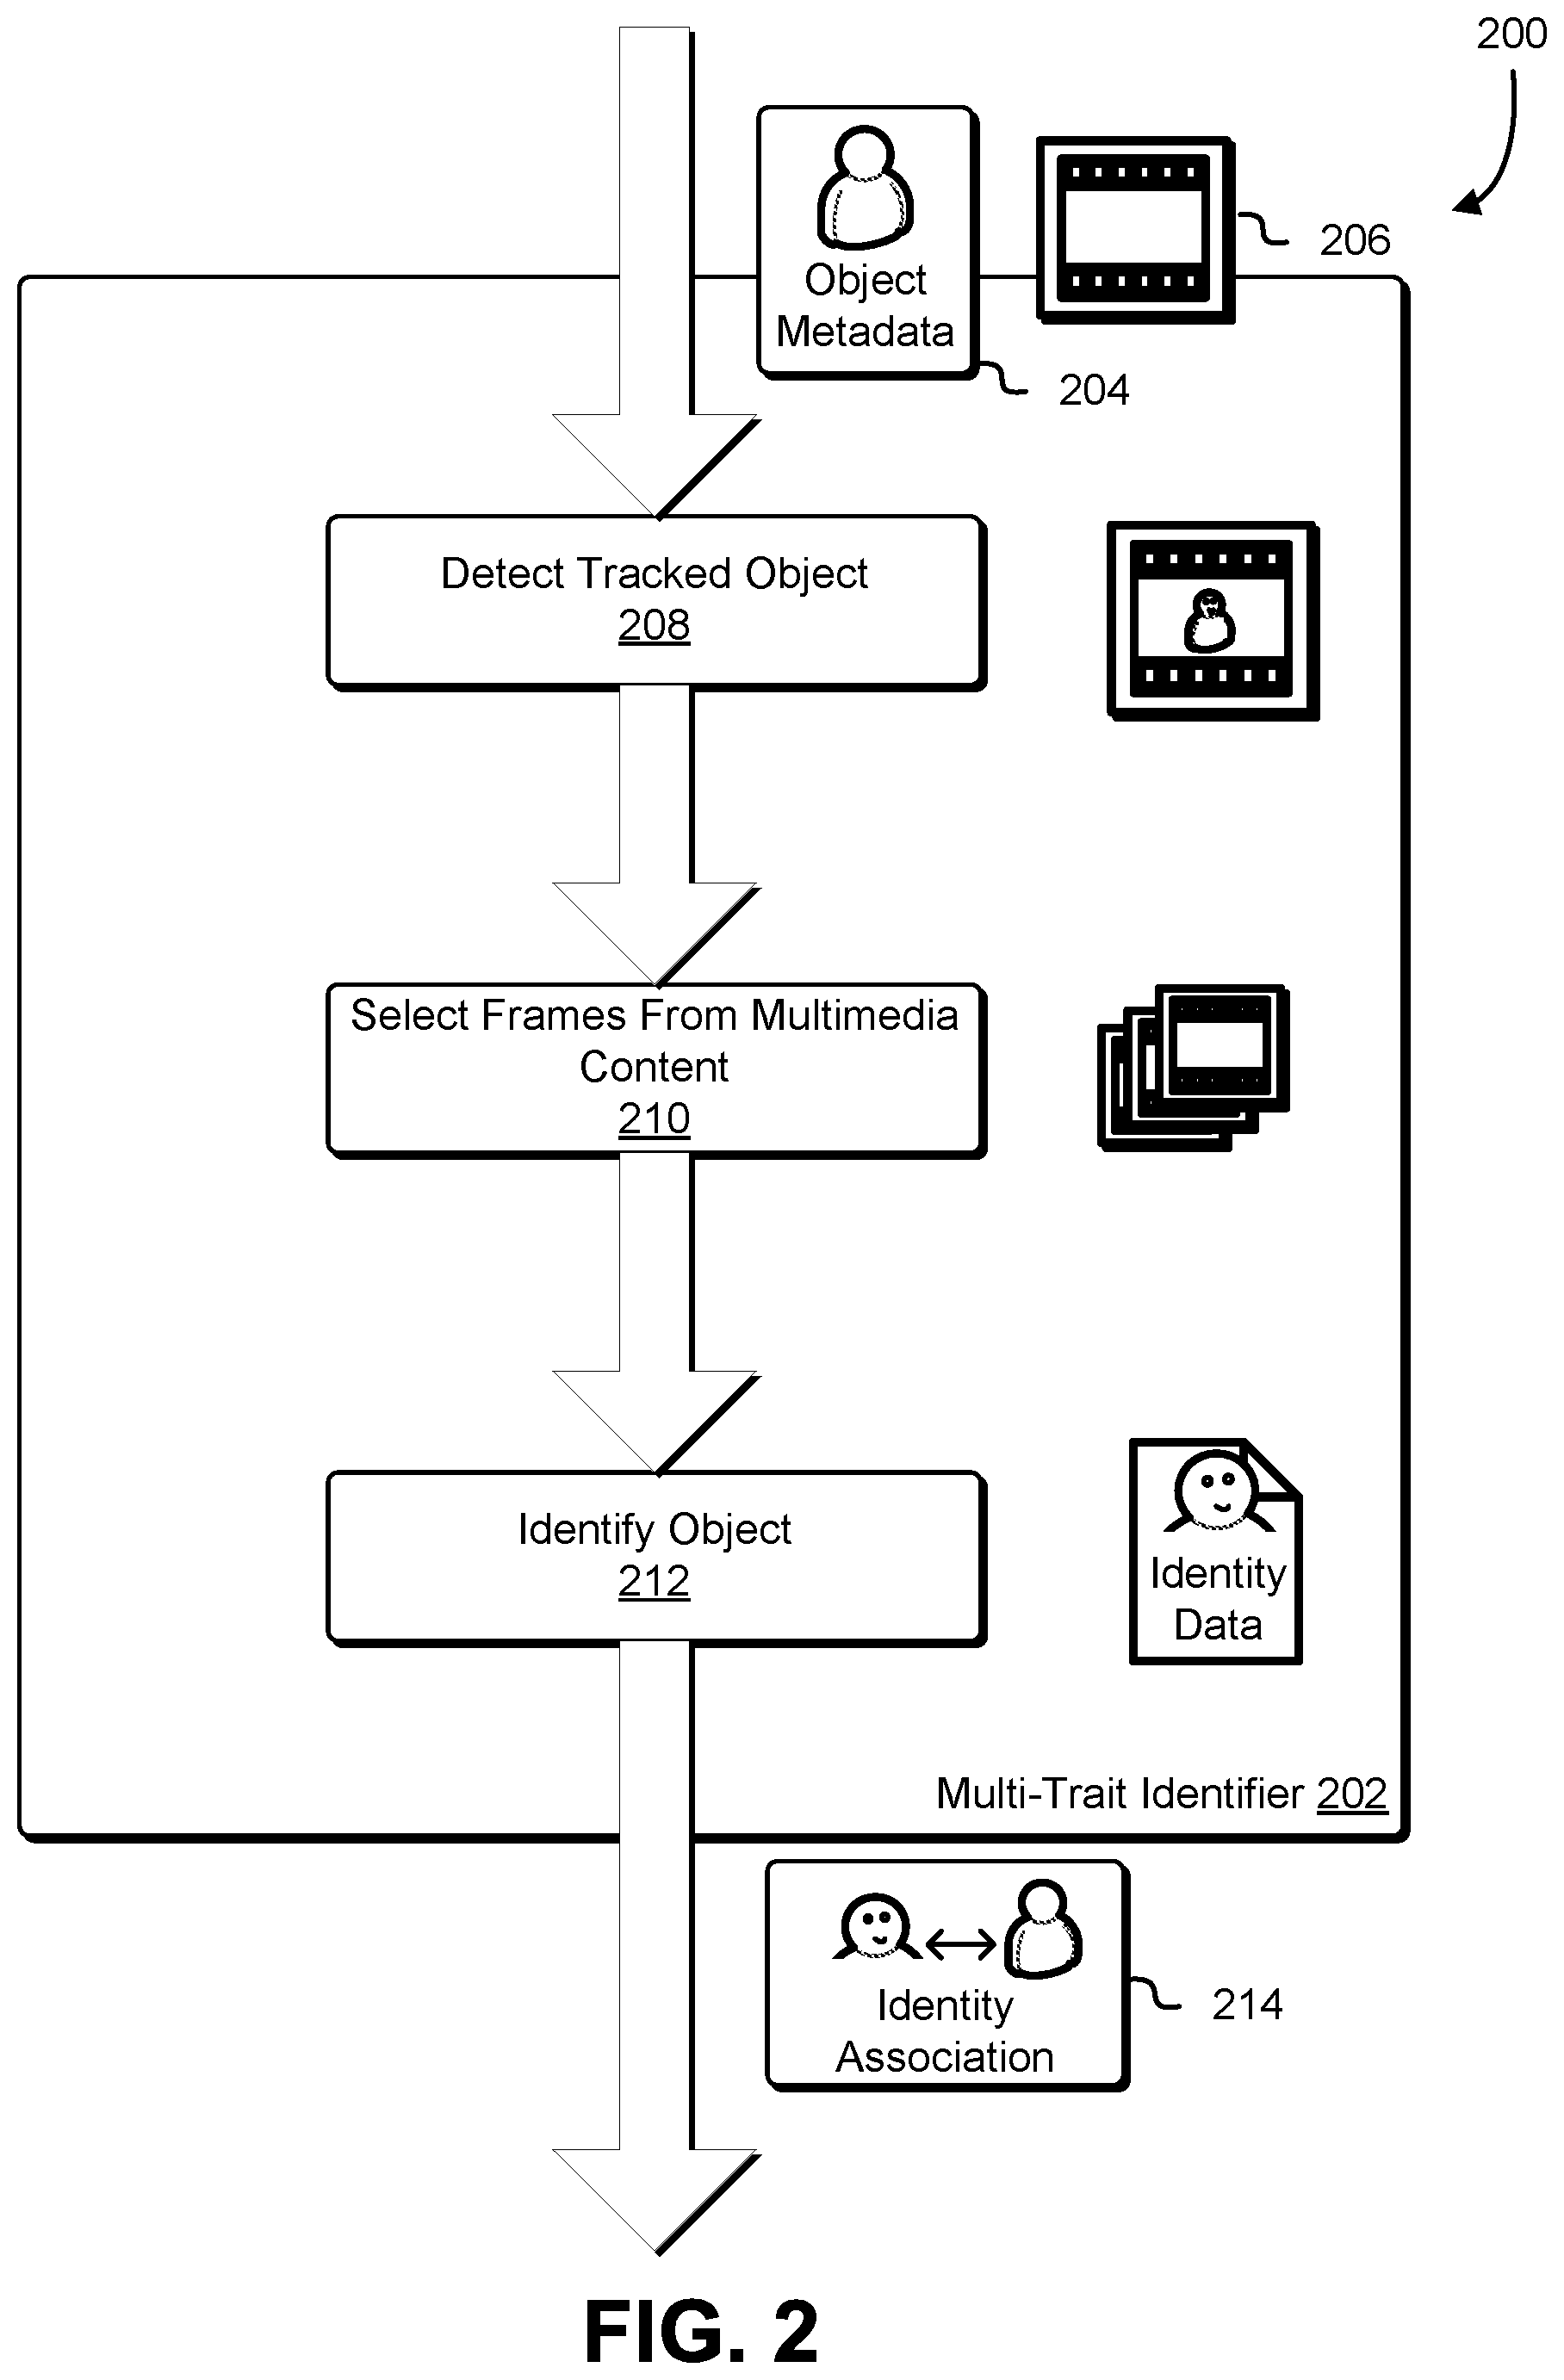 200
206
Object
Metadata
204
Detect Tracked Object
208
Select Frames From Multimedia
Content
210
Identify Object
212
Identity
Data
Multi-Trait Identifier 202
Identity
Association
214
FIG. 2